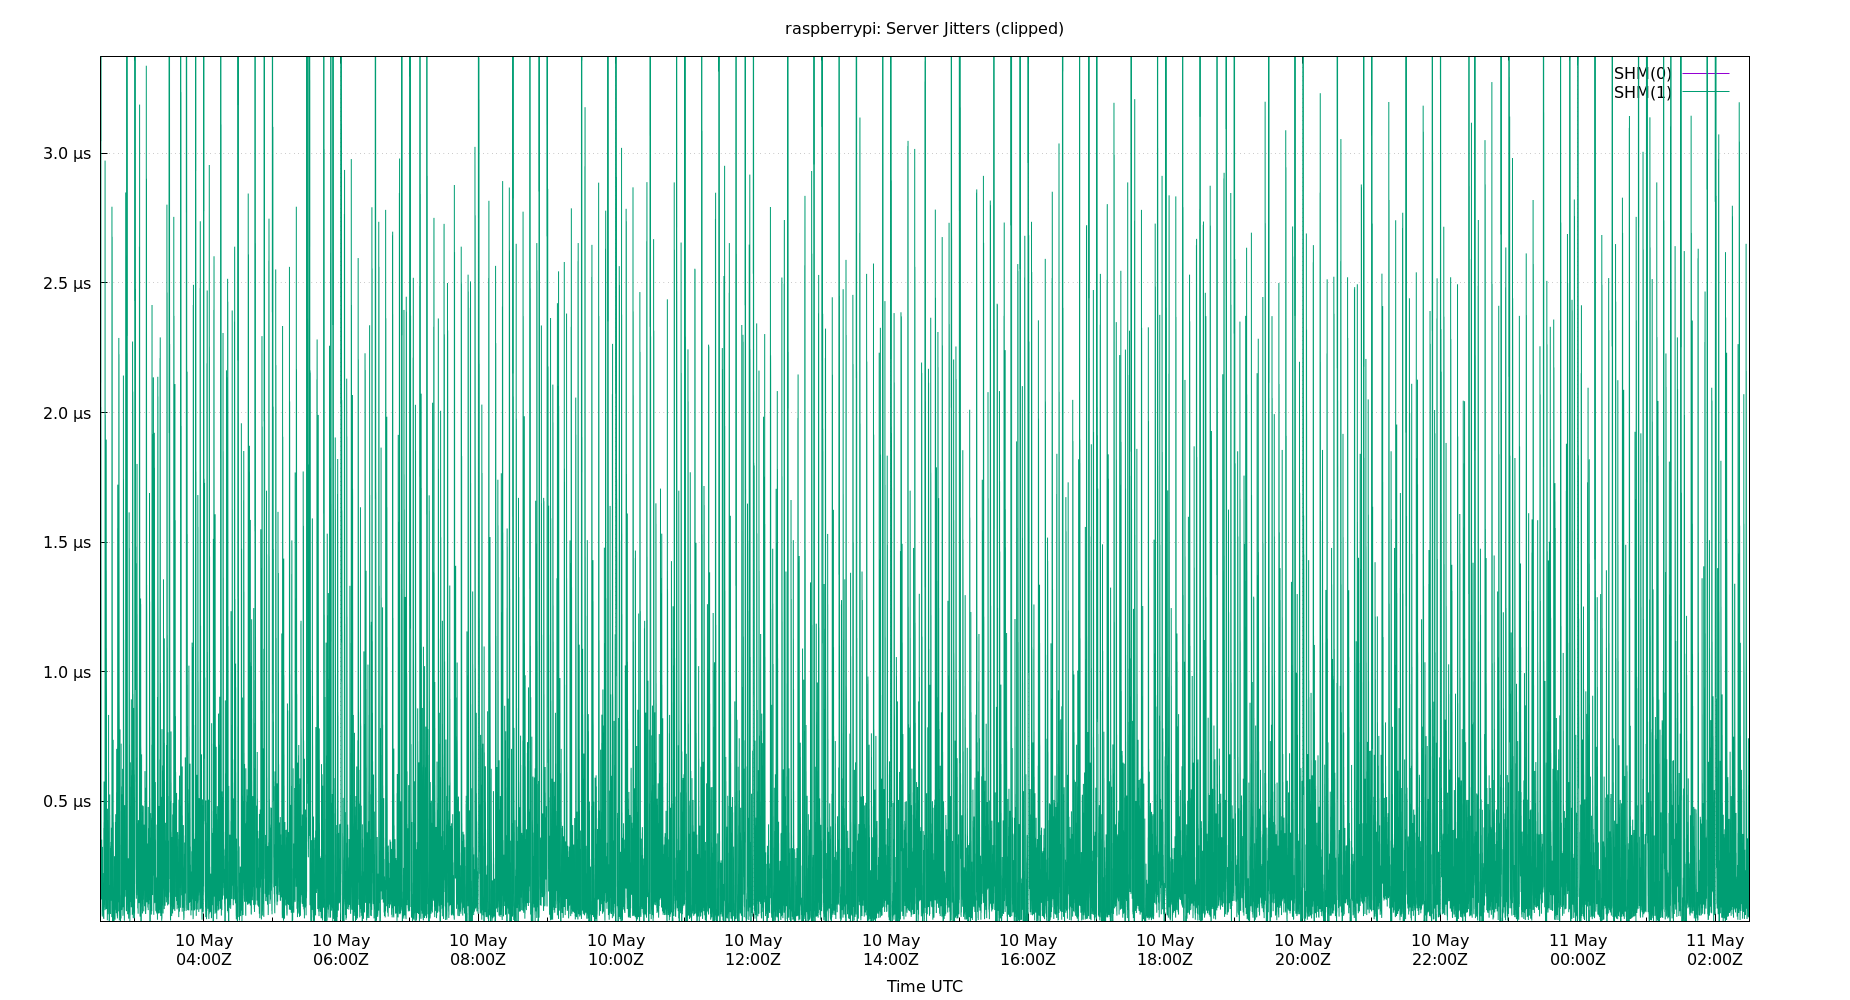 raspberrypi: Server Jitters (clipped)
SHM(0)
SHM(1)
3.0 µs
2.5 µs
2.0 µs
1.5 µs
1.0 µs
0.5 µs
10 May 10 May 10 May 10 May 10 May 10 May 10 May 10 May 10 May 10 May 11 May 11 May
04:00Z 06:00Z 08:00Z 10:00Z 12:00Z 14:00Z 16:00Z 18:00Z 20:00Z 22:00Z 00:00Z 02:00Z
Time UTC